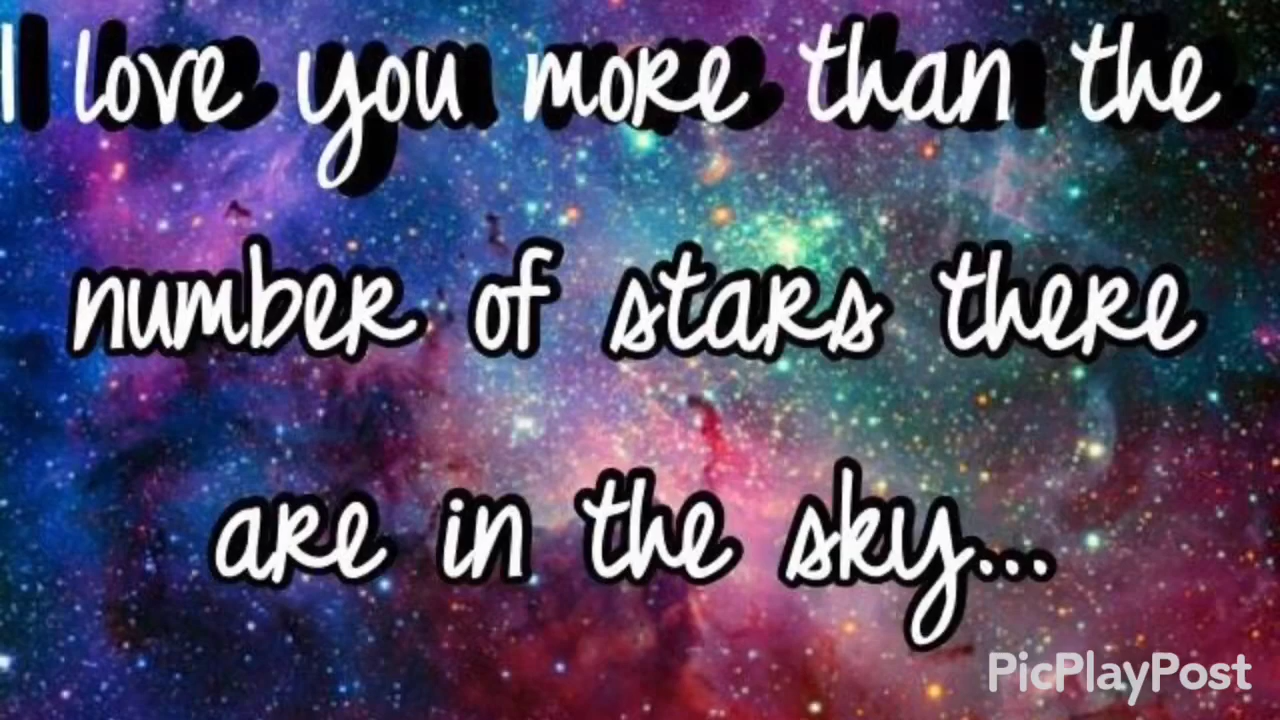 I love you more than the
number of stars there
are in the sky...
PicPlayPost